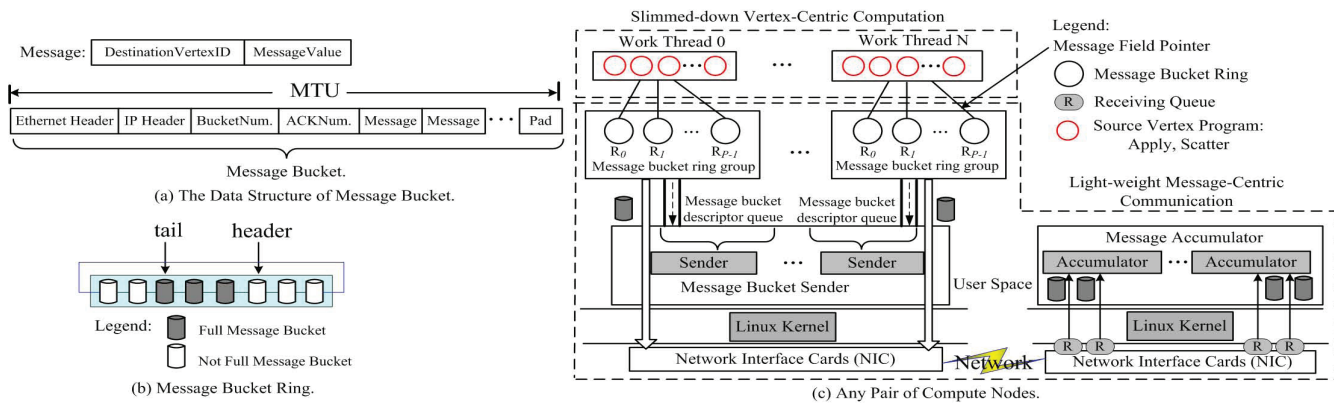 Message: DestinationVertexID MessageValue
MTU
Ethernet Header IP Header BucketNum. ACKNum. Message Message ··· Pad
Message Bucket.
(a) The Data Structure of Message Bucket.
tail header
Legend:
Full Message Bucket
Not Full Message Bucket
(b) Message Bucket Ring.
Slimmed-down Vertex-Centric Computation
Work Thread 0 Work Thread N
··· ··· ···
Legend:
Message Field Pointer
Message Bucket Ring
R Receiving Queue
Source Vertex Program:
Apply, Scatter
··· ··· ···
R0 R1 RP-1 R0 R1 RP-1
Message bucket ring group Message bucket ring group
Light-weight Message-Centric
Communication
Message bucket
descriptor queue
Message bucket
descriptor queue
Sender ··· Sender
Message Bucket Sender
User Space
Message Accumulator
Accumulator ··· Accumulator
Linux Kernel Linux Kernel
R R R R
Network Interface Cards (NIC) Network Network Interface Cards (NIC)
(c) Any Pair of Compute Nodes.